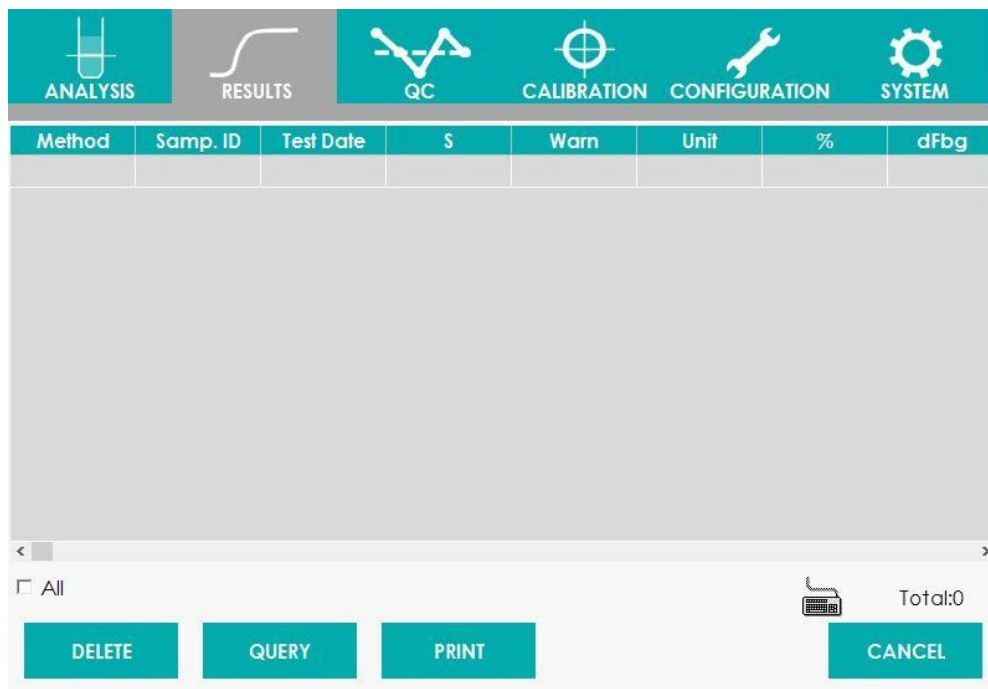 ANALYSIS RESULTS QC CALIBRATION CONFIGURATION SYSTEM
Method Samp. ID Test Date S Warn Unit % dFbg
All
Total:0
DELETE QUERY PRINT CANCEL